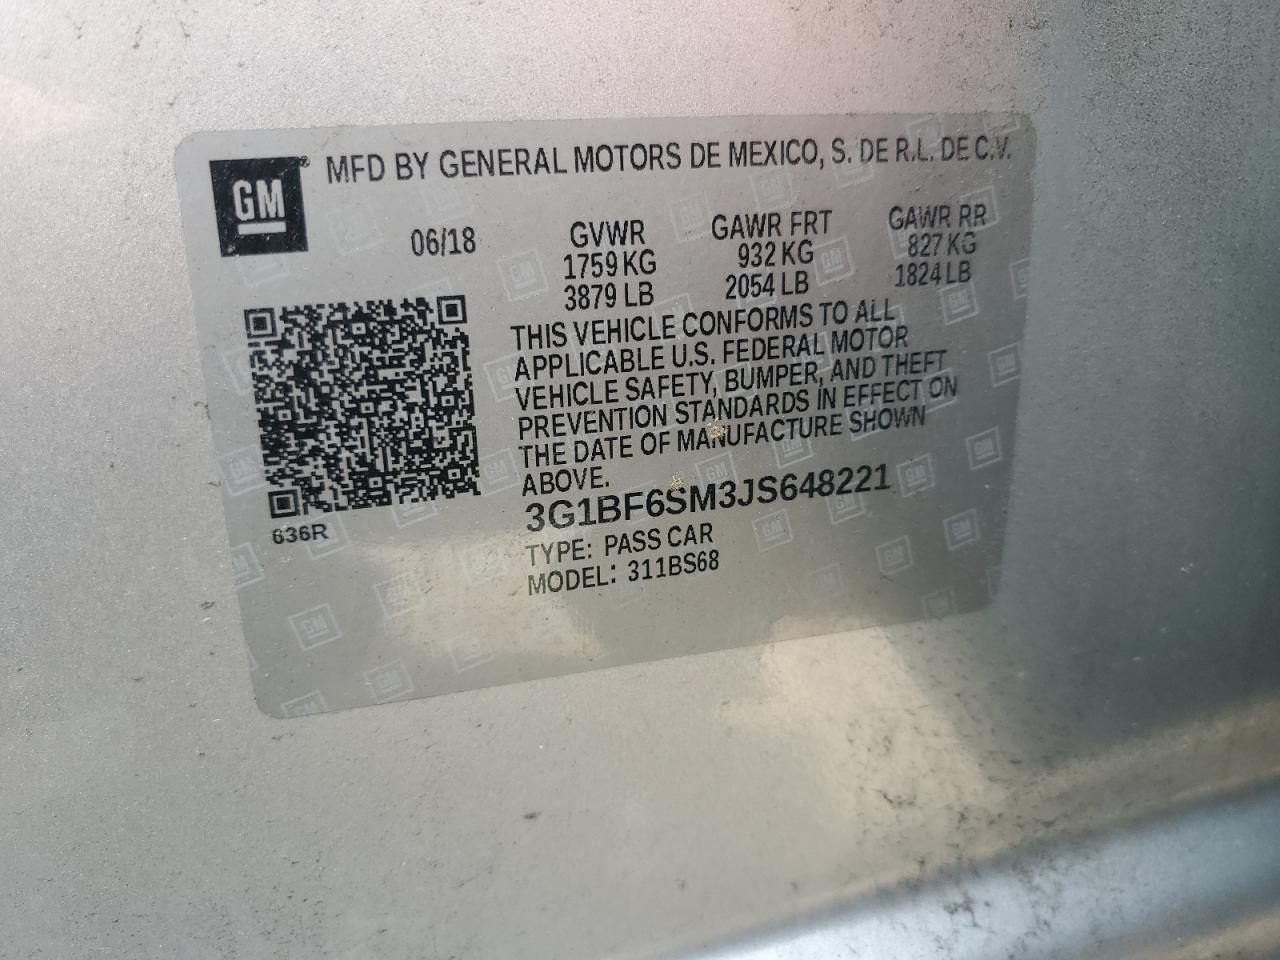 GM
MFD BY GENERAL MOTORS DE MEXICO, S. DE R.L. DE C.V.
06/18
GVWR
1759 KG
3879 LB
GAWR FRT
932 KG
2054 LB
GAWR RR
827 KG
1824 LB
THIS VEHICLE CONFORMS TO ALL
APPLICABLE U.S. FEDERAL MOTOR
VEHICLE SAFETY, BUMPER, AND THEFT
PREVENTION STANDARDS IN EFFECT ON
THE DATE OF MANUFACTURE SHOWN
ABOVE.
636R
3G1BF6SM3JS648221
TYPE: PASS CAR
MODEL: 311BS68